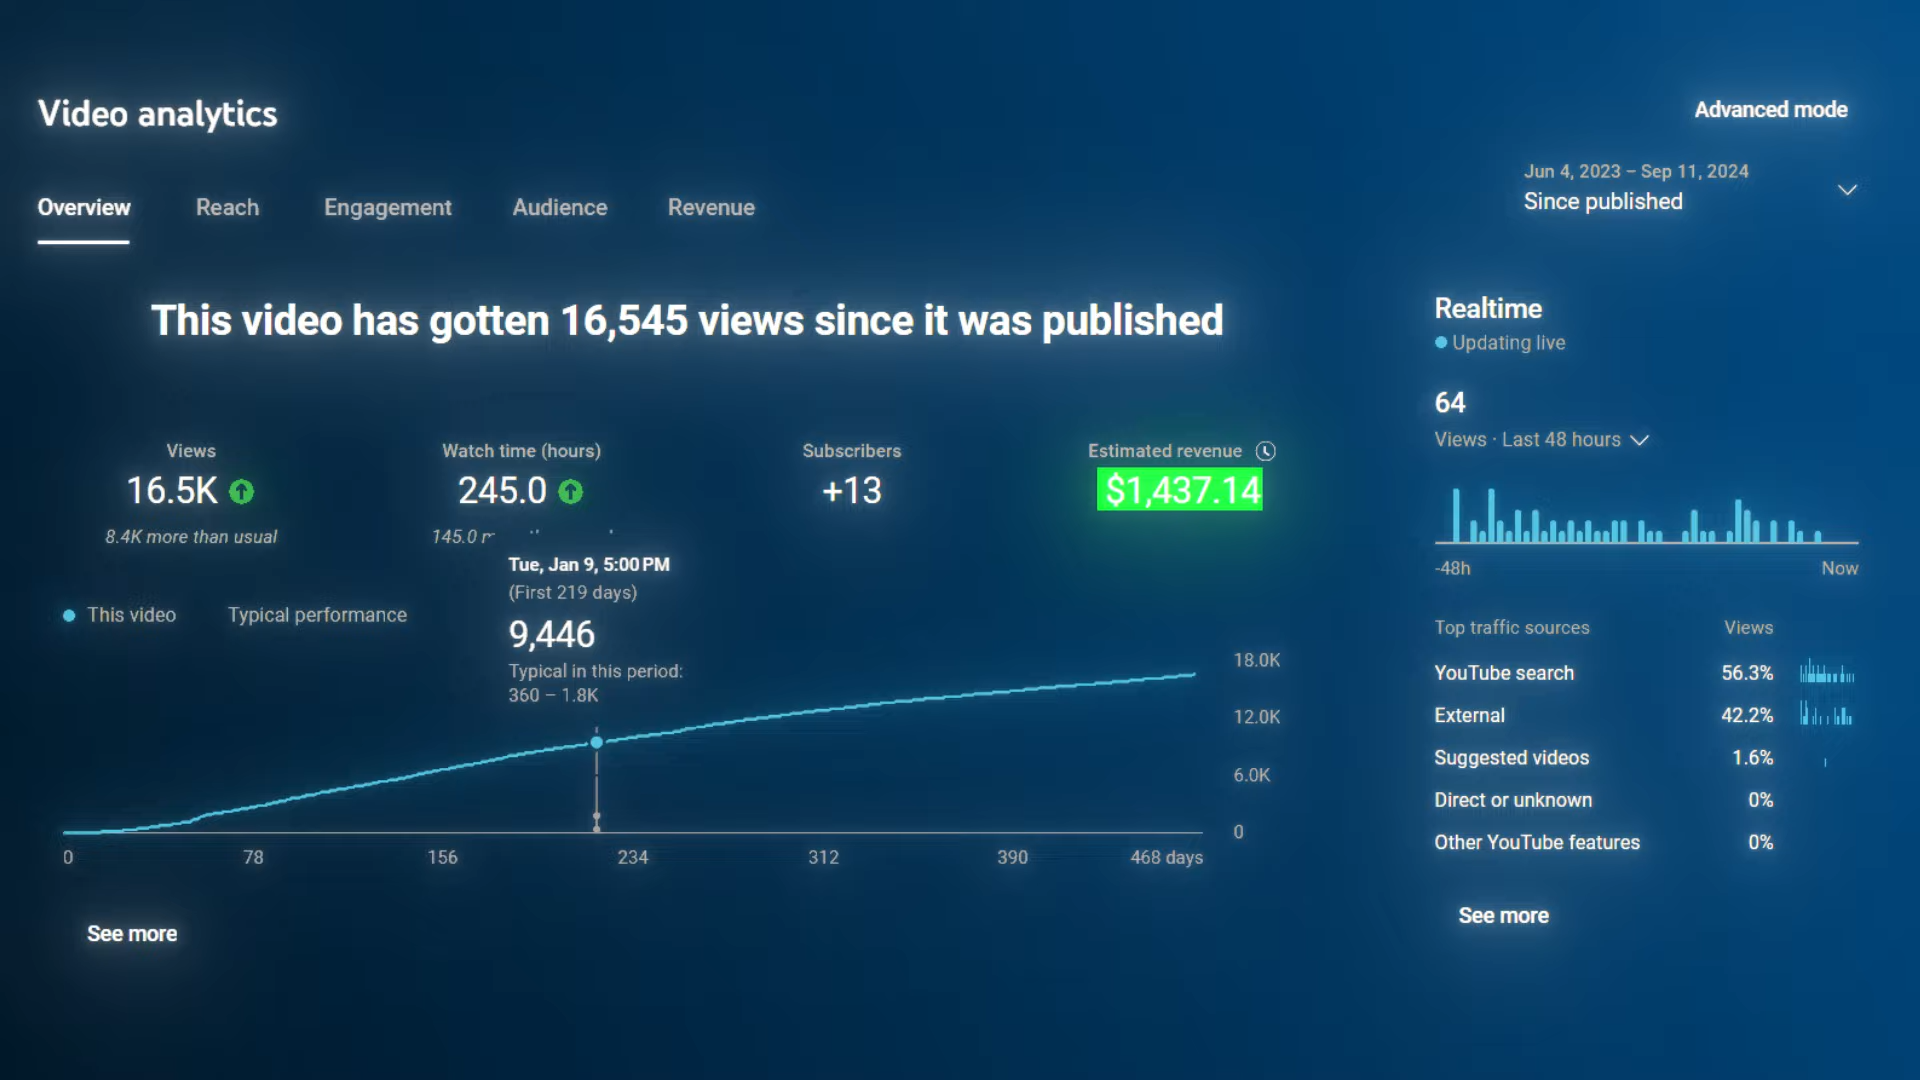 Video analytics
Advanced mode
Jun 4, 2023 – Sep 11, 2024
Since published
Overview
Reach
Engagement
Audience
Revenue
This video has gotten 16,545 views since it was published
Views
16.5K
8.4K more than usual
Watch time (hours)
245.0
145.0
Subscribers
+13
Estimated revenue
$1,437.14
This video
Typical performance
Tue, Jan 9, 5:00 PM
(First 219 days)
9,446
Typical in this period:
360 – 1.8K
18.0K
12.0K
6.0K
0
0
78
156
234
312
390
468 days
See more
Realtime
Updating live
64
Views · Last 48 hours
-48h
Now
Top traffic sources
Views
YouTube search
56.3%
External
42.2%
Suggested videos
1.6%
Direct or unknown
0%
Other YouTube features
0%
See more